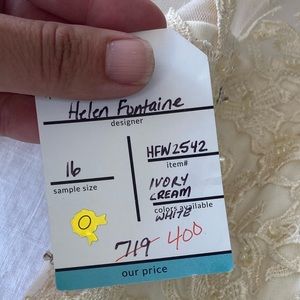 Helen Fontaine
designer
16
sample size
HFW2542
item#
IVORY
CREAM
WHITE
colors available
719 400
our price